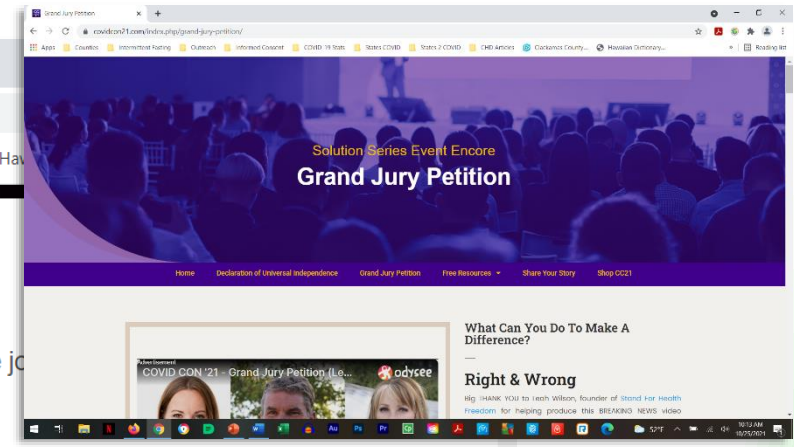 Grand Jury Petition
covidcon21.com/index.php/grand-jury-petition/
Apps Counties Intermittent Fasting Outreach Informed Consent COVID-19 Stats States COVID States 2 COVID CHD Articles Clackamas County... Hawaiian Dictionary... » Reading list
Solution Series Event Encore
Grand Jury Petition
Home Declaration of Universal Independence Grand Jury Petition Free Resources Share Your Story Shop CC21
What Can You Do To Make A
Difference?
Right & Wrong
Big THANK YOU to Leah Wilson, founder of Stand For Health
Freedom for helping produce this BREAKING NEWS video
Advertisement
COVID CON '21 - Grand Jury Petition (Le...
odysee
Hav
e jo
52°F
10:13 AM
10/25/2021